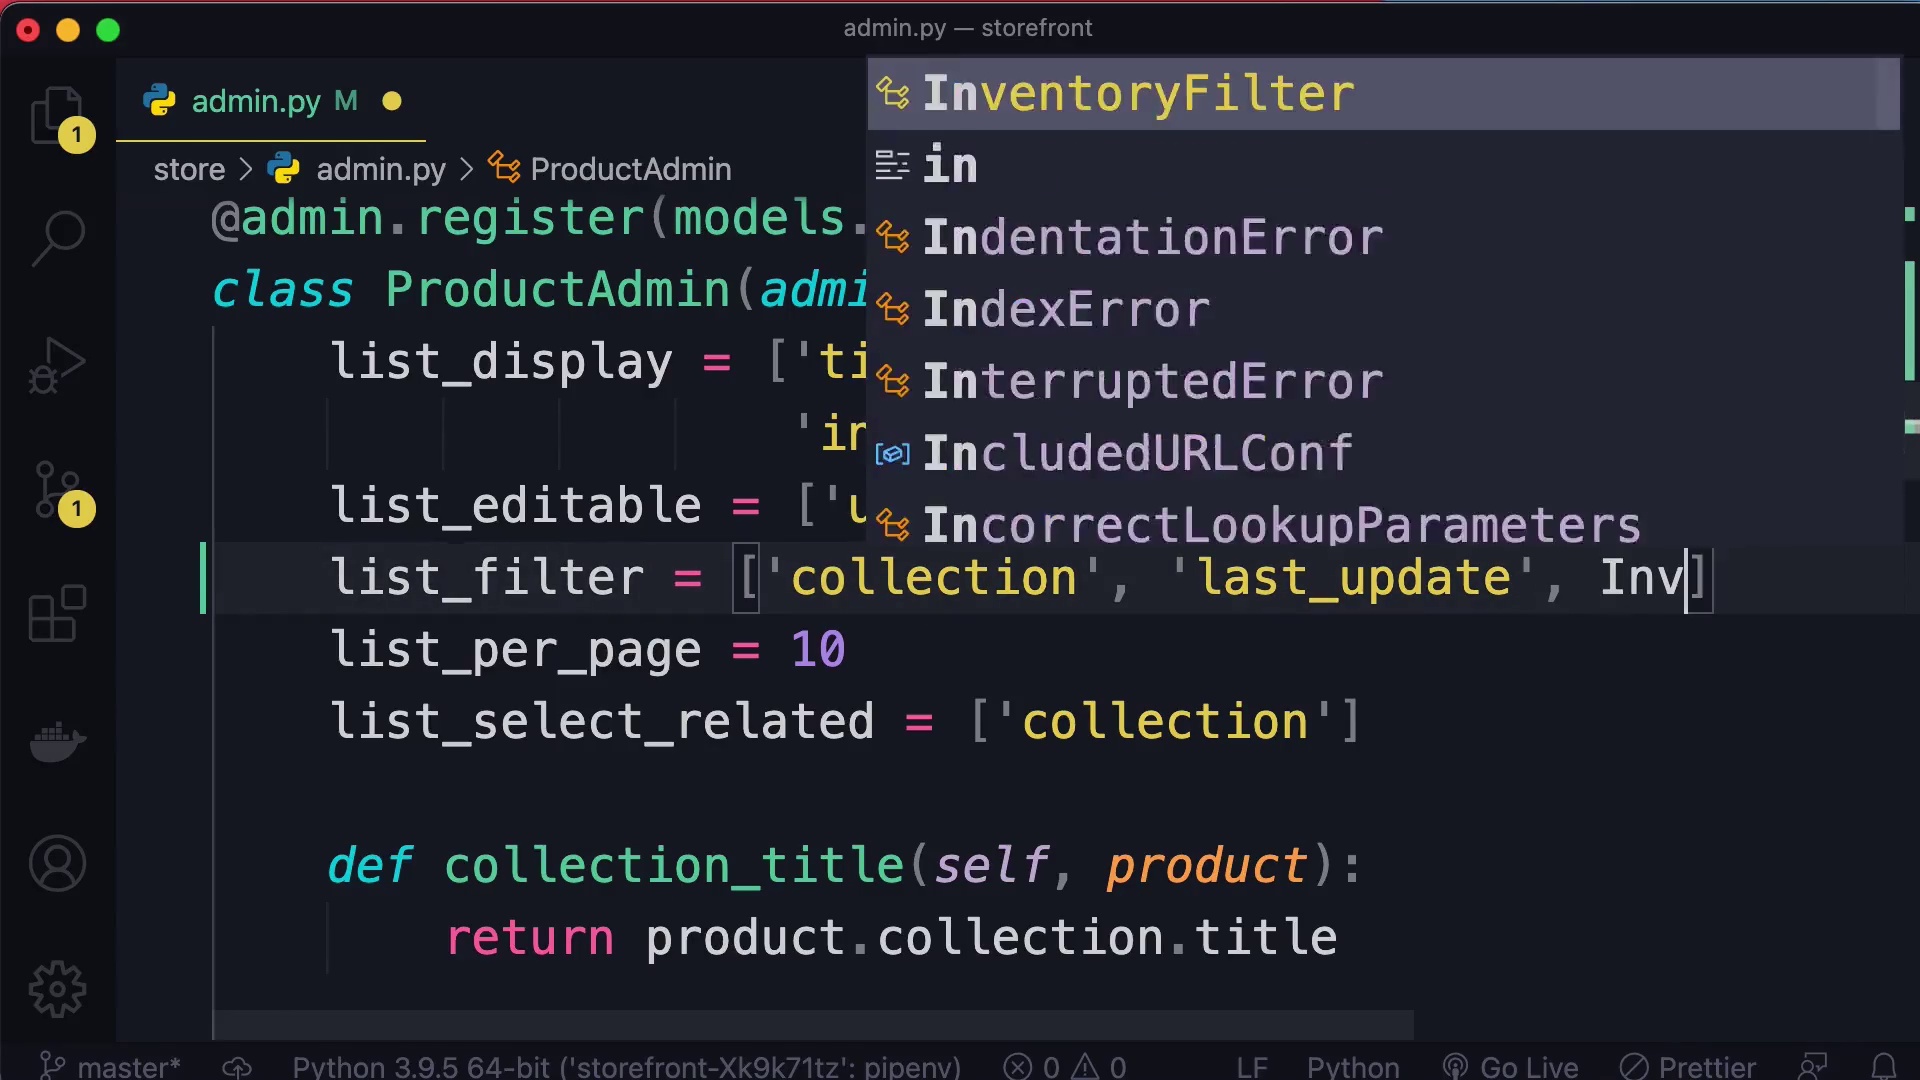 admin.py — storefront
admin.py M
1
store > admin.py > ProductAdmin
@admin.register(models.
class ProductAdmin(admi
list_display = ['ti
'in
list_editable = ['u
list_filter = ['collection', 'last_update', Inv]
list_per_page = 10
list_select_related = ['collection']
def collection_title(self, product):
return product.collection.title
InventoryFilter
in
IndentationError
IndexError
InterruptedError
IncludedURLConf
IncorrectLookupParameters
1
master*
Python 3.9.5 64-bit ('storefront-Xk9k71tz': pipenv)
0
0
LF
Python
Go Live
Prettier